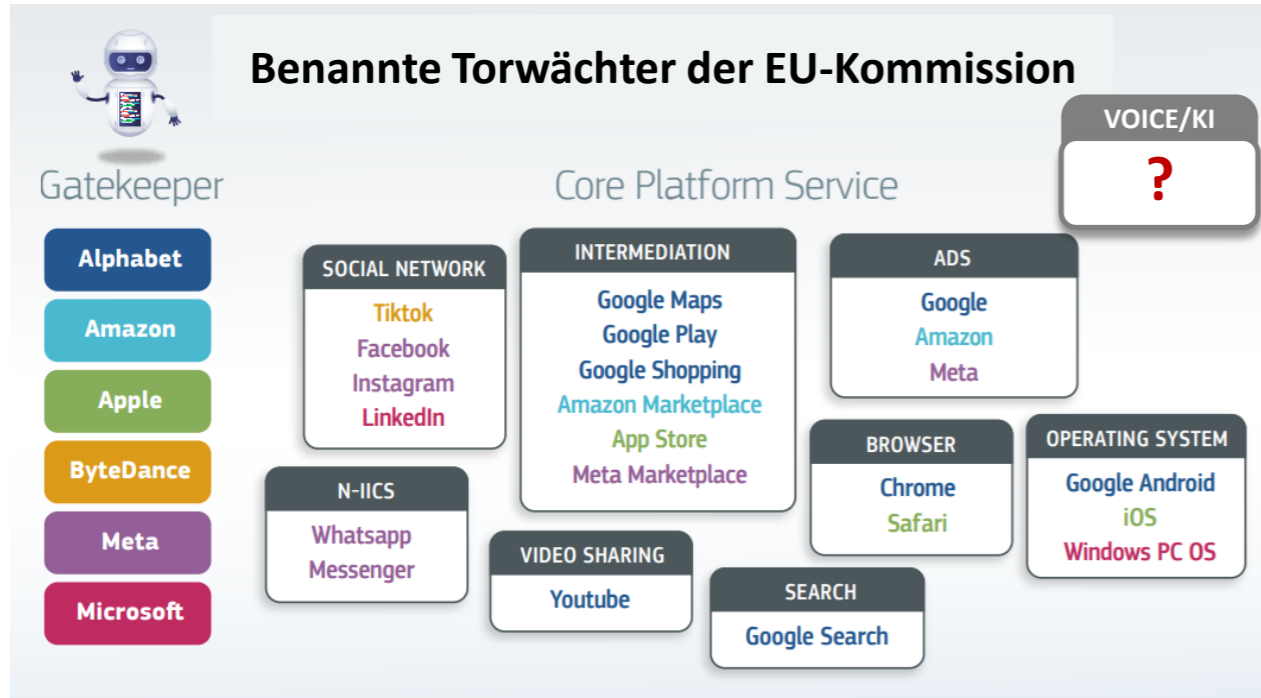 Benannte Torwächter der EU-Kommission
VOICE/KI
?
Gatekeeper
Core Platform Service
Alphabet
Amazon
Apple
ByteDance
Meta
Microsoft
SOCIAL NETWORK
Tiktok
Facebook
Instagram
LinkedIn
INTERMEDIATION
Google Maps
Google Play
Google Shopping
Amazon Marketplace
App Store
Meta Marketplace
ADS
Google
Amazon
Meta
N-IICS
Whatsapp
Messenger
VIDEO SHARING
Youtube
BROWSER
Chrome
Safari
OPERATING SYSTEM
Google Android
iOS
Windows PC OS
SEARCH
Google Search